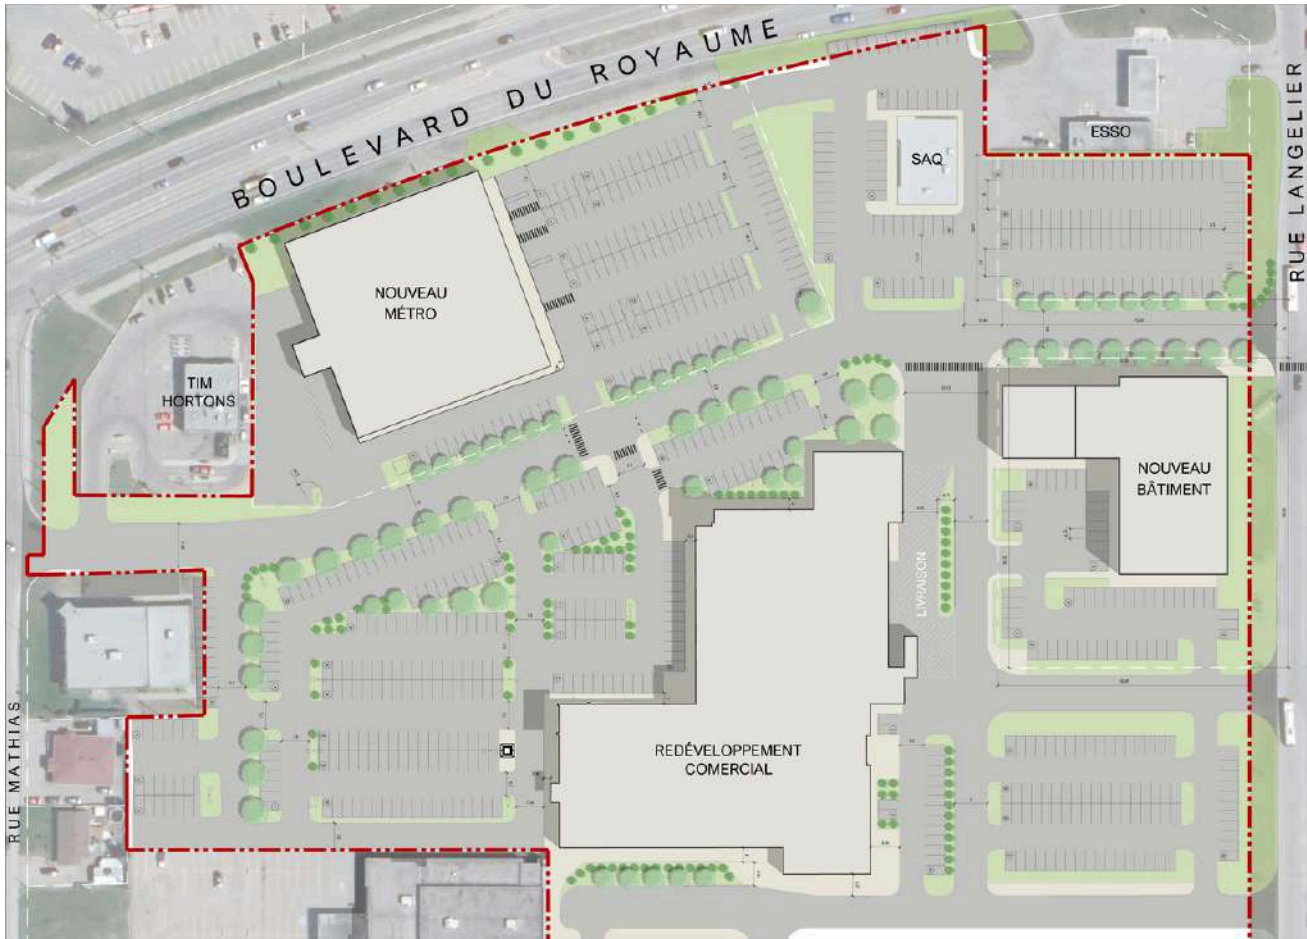 BOULEVARD DU ROYAUME
ESSO
SAQ
RUE LANGELIER
NOUVEAU
MÉTRO
TIM
HORTONS
NOUVEAU
BÂTIMENT
LIVRAISON
REDÉVELOPPEMENT
COMERCIAL
RUE MATHIAS